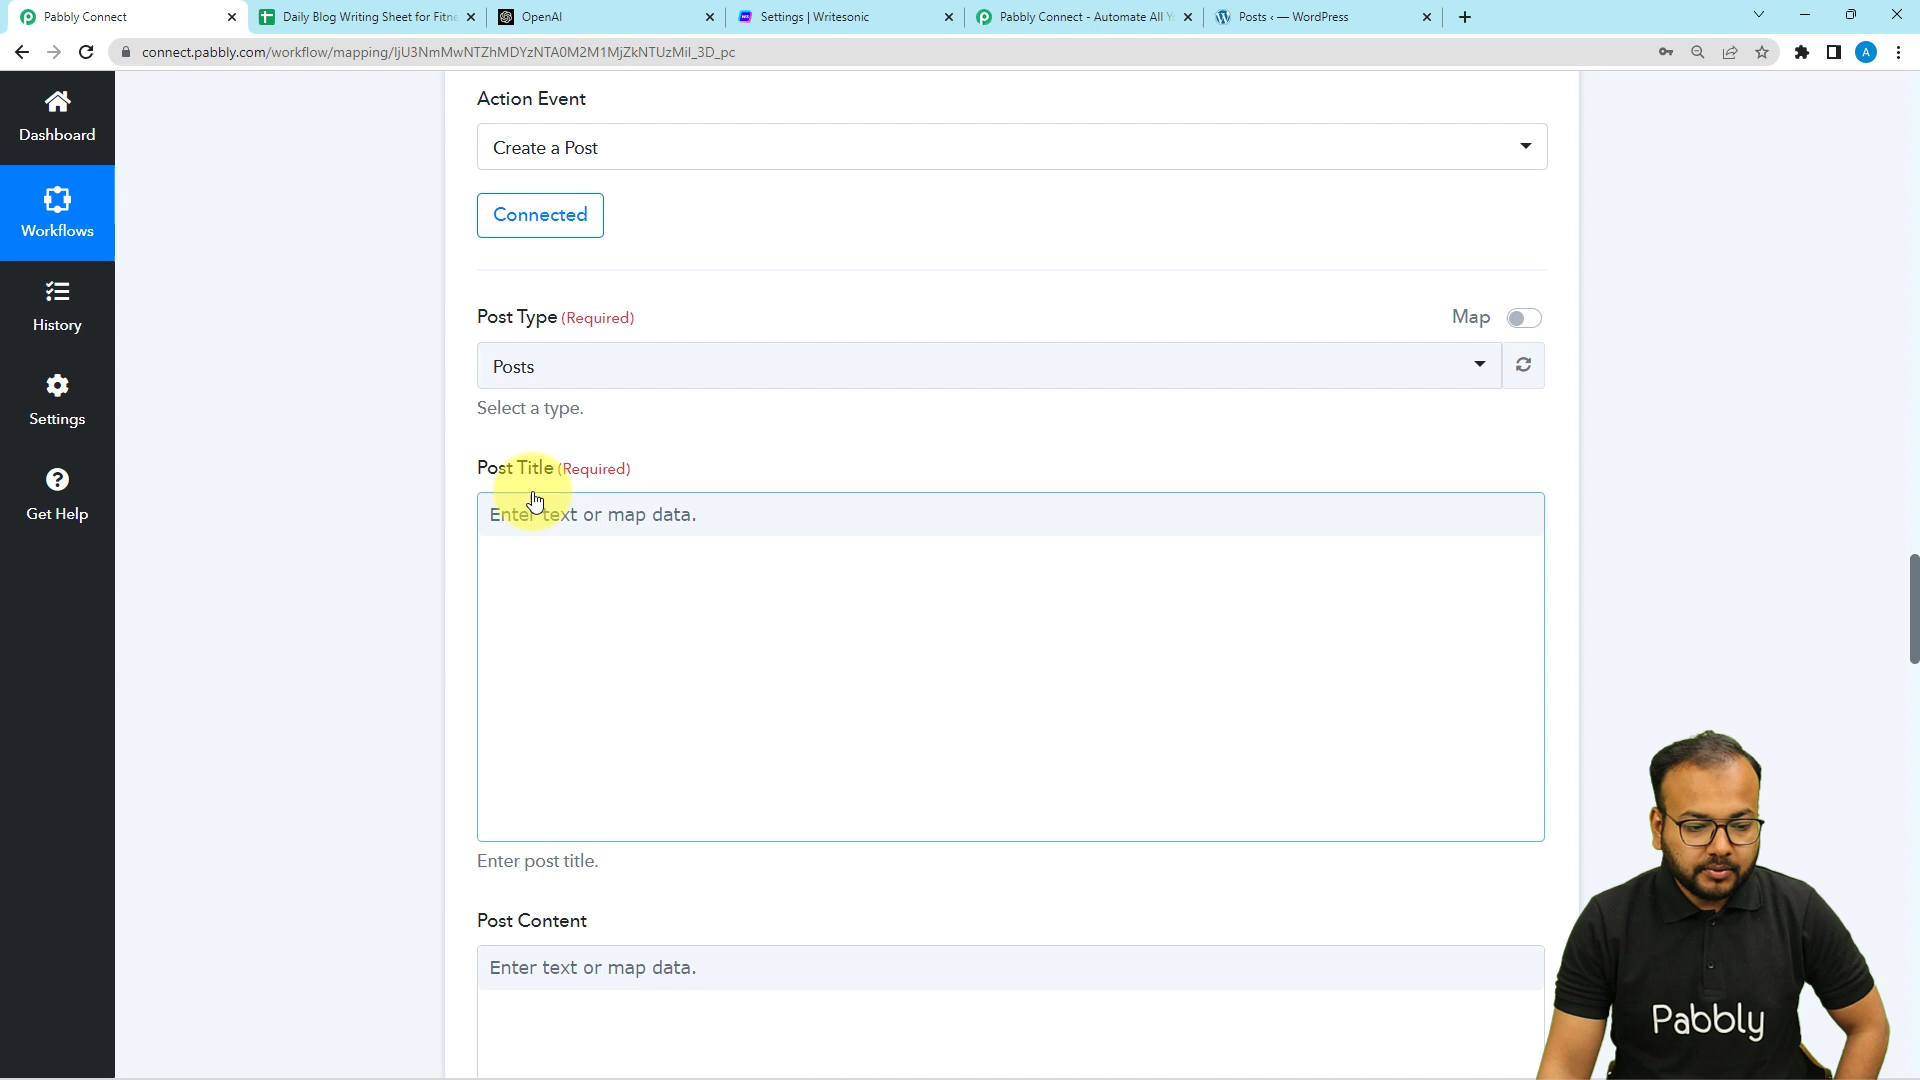 Pabbly Connect
Daily Blog Writing Sheet for Fitne
OpenAI
Settings | Writesonic
Pabbly Connect - Automate All Y
Posts ‹ — WordPress
connect.pabbly.com/workflow/mapping/IjU3NmMwNTZhMDYzNTA0M2M1MjZkNTUzMiI_3D_pc
A
Dashboard
Workflows
History
Settings
Get Help
Action Event
Create a Post
Connected
Post Type (Required)
Map
Posts
Select a type.
Post Title (Required)
Enter text or map data.
Enter post title.
Post Content
Enter text or map data.
Pabbly